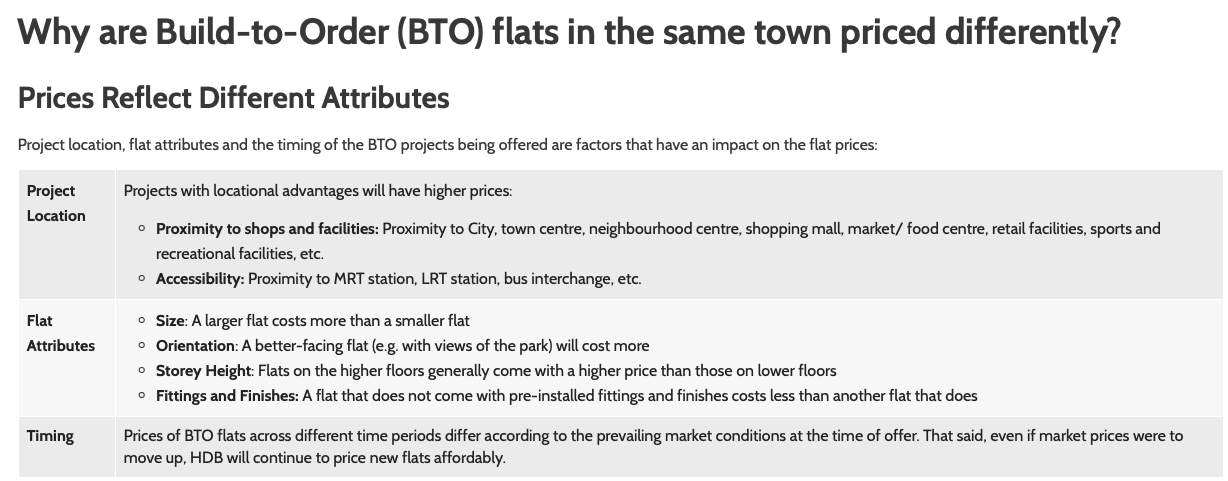 Why are Build-to-Order (BTO) flats in the same town priced differently?
Prices Reflect Different Attributes
Project location, flat attributes and the timing of the BTO projects being offered are factors that have an impact on the flat prices:
Project
Location
Projects with locational advantages will have higher prices:
Proximity to shops and facilities: Proximity to City, town centre, neighbourhood centre, shopping mall, market/ food centre, retail facilities, sports and
recreational facilities, etc.
Accessibility: Proximity to MRT station, LRT station, bus interchange, etc.
Flat
Attributes
Size: A larger flat costs more than a smaller flat
Orientation: A better-facing flat (e.g. with views of the park) will cost more
Storey Height: Flats on the higher floors generally come with a higher price than those on lower floors
Fittings and Finishes: A flat that does not come with pre-installed fittings and finishes costs less than another flat that does
Timing
Prices of BTO flats across different time periods differ according to the prevailing market conditions at the time of offer. That said, even if market prices were to
move up, HDB will continue to price new flats affordably.